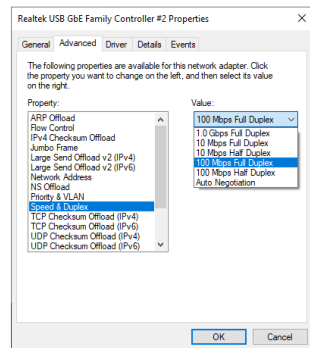 Realtek USB GbE Family Controller #2 Properties
General Advanced Driver Details Events
The following properties are available for this network adapter. Click
the property you want to change on the left, and then select its value
on the right.
Property:
ARP Offload
Flow Control
IPv4 Checksum Offload
Jumbo Frame
Large Send Offload v2 (IPv4)
Large Send Offload v2 (IPv6)
Network Address
NS Offload
Priority & VLAN
Speed & Duplex
TCP Checksum Offload (IPv4)
TCP Checksum Offload (IPv6)
UDP Checksum Offload (IPv4)
UDP Checksum Offload (IPv6)
Value:
100 Mbps Full Duplex
1.0 Gbps Full Duplex
10 Mbps Full Duplex
10 Mbps Half Duplex
100 Mbps Full Duplex
100 Mbps Half Duplex
Auto Negotiation
OK Cancel